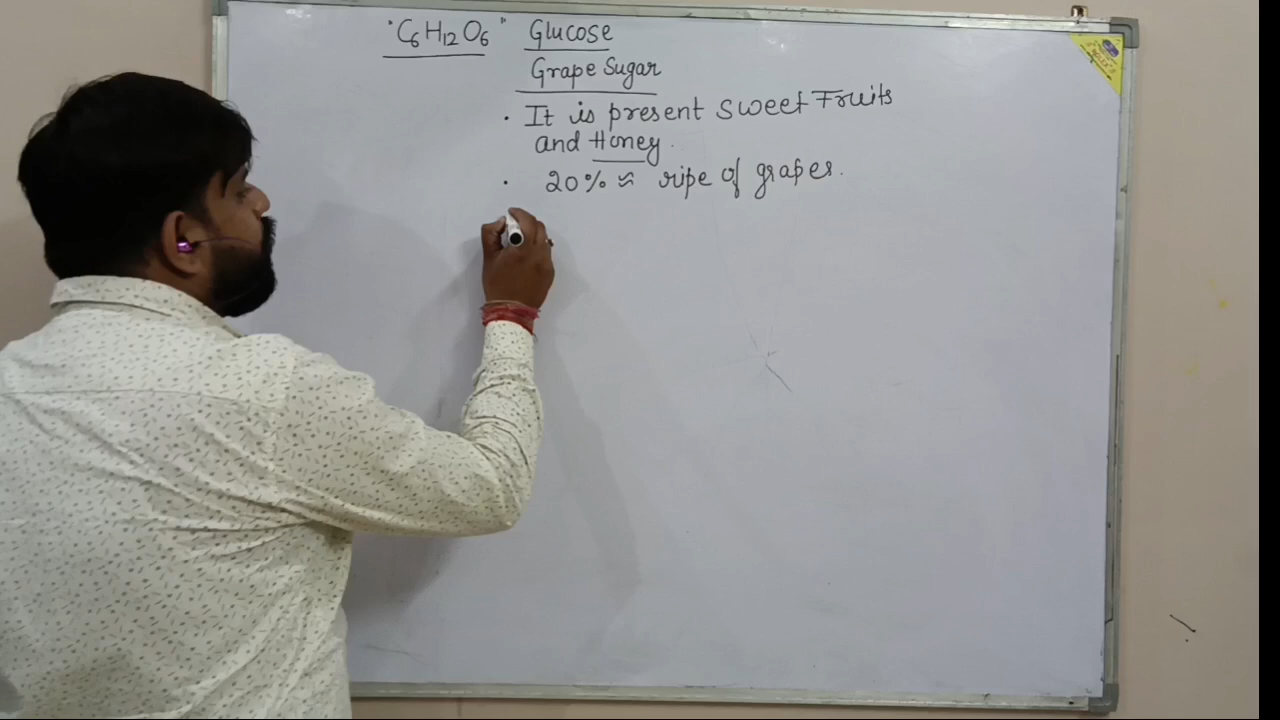 "C6H12O6" Glucose
Grape Sugar
• It is present sweet Fruits
and Honey.
• 20% ≈ ripe of grapes.